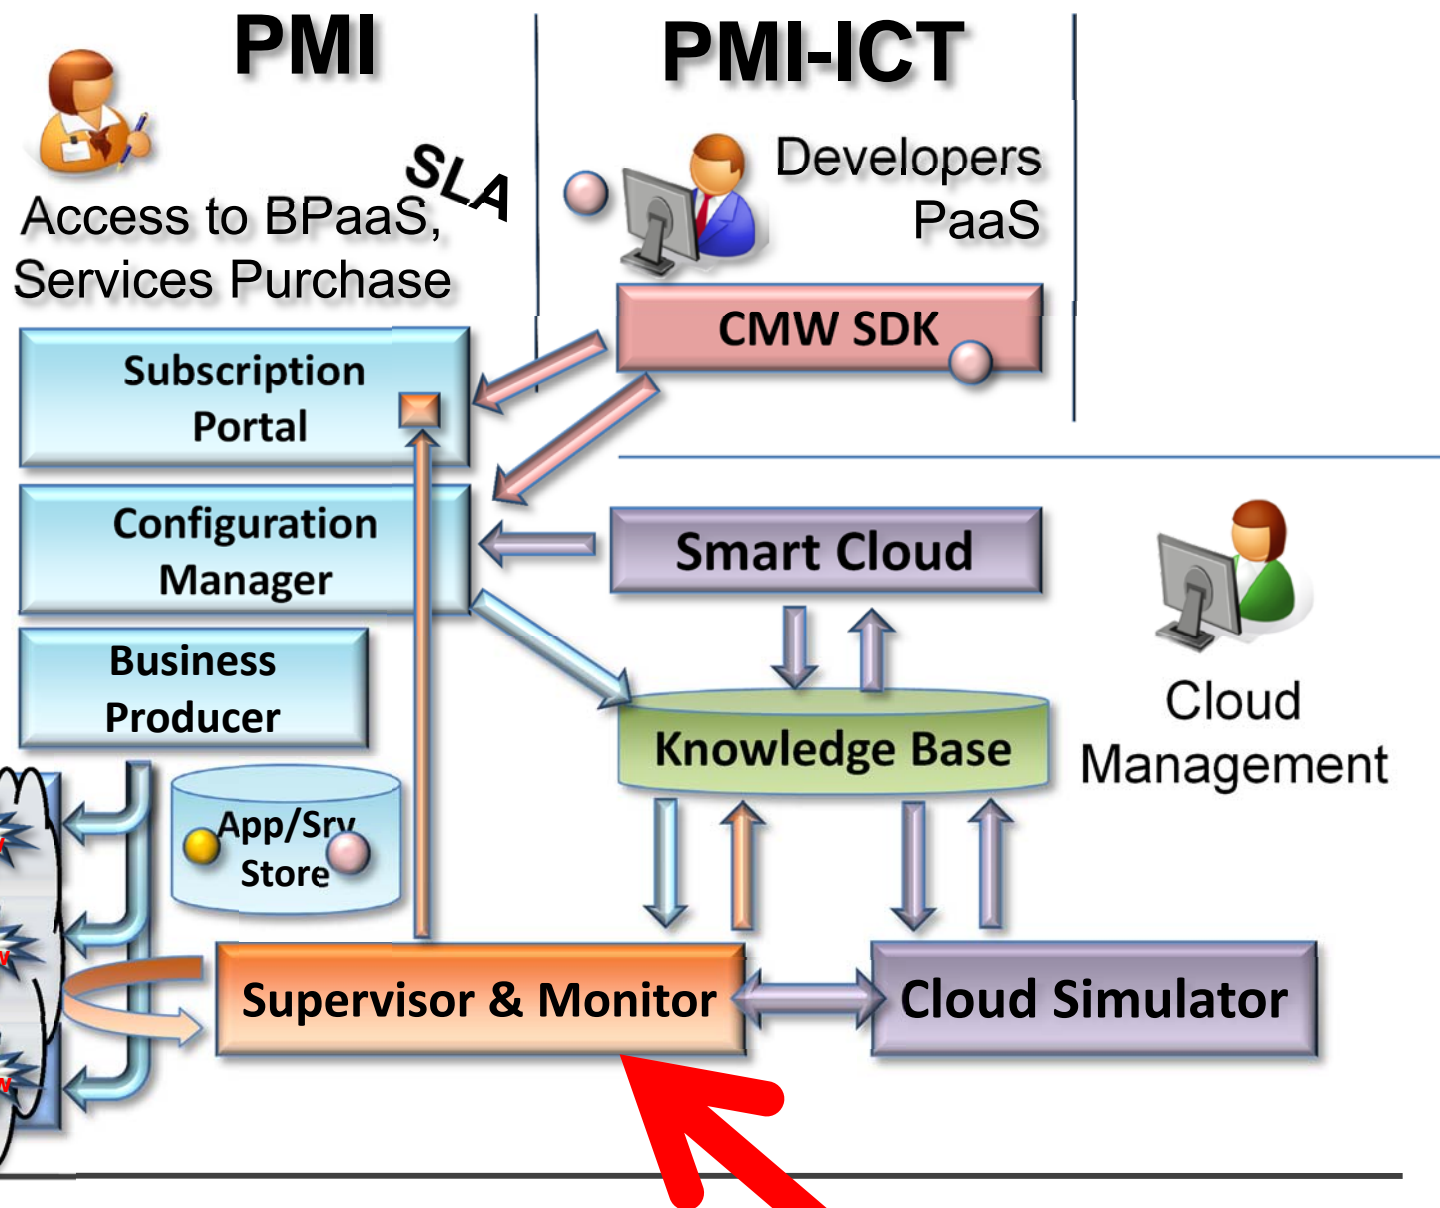 PMI
PMI-ICT
SLA
Access to BPaaS,
Services Purchase
Developers
PaaS
CMW SDK
Subscription
Portal
Configuration
Manager
Smart Cloud
Business
Producer
Knowledge Base
Cloud
Management
App/Srv
Store
Supervisor & Monitor
Cloud Simulator